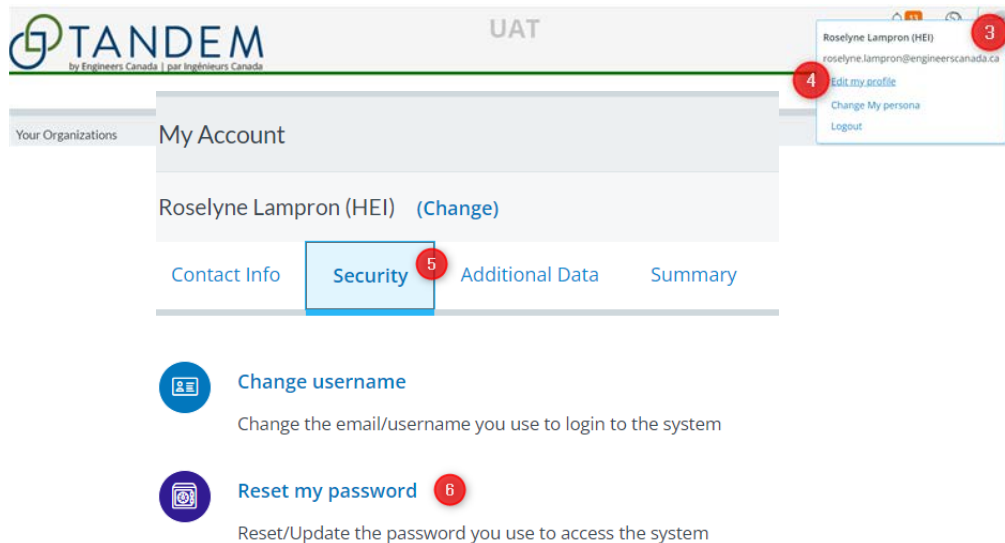 TANDEM
by Engineers Canada | par Ingénieurs Canada
UAT
13
3
Roselyne Lampron (HEI)
roselyne.lampron@engineerscanada.ca
4
Edit my profile
Change My persona
Logout
Your Organizations
My Account
Roselyne Lampron (HEI) (Change)
Contact Info Security 5 Additional Data Summary
Change username
Change the email/username you use to login to the system
Reset my password 6
Reset/Update the password you use to access the system